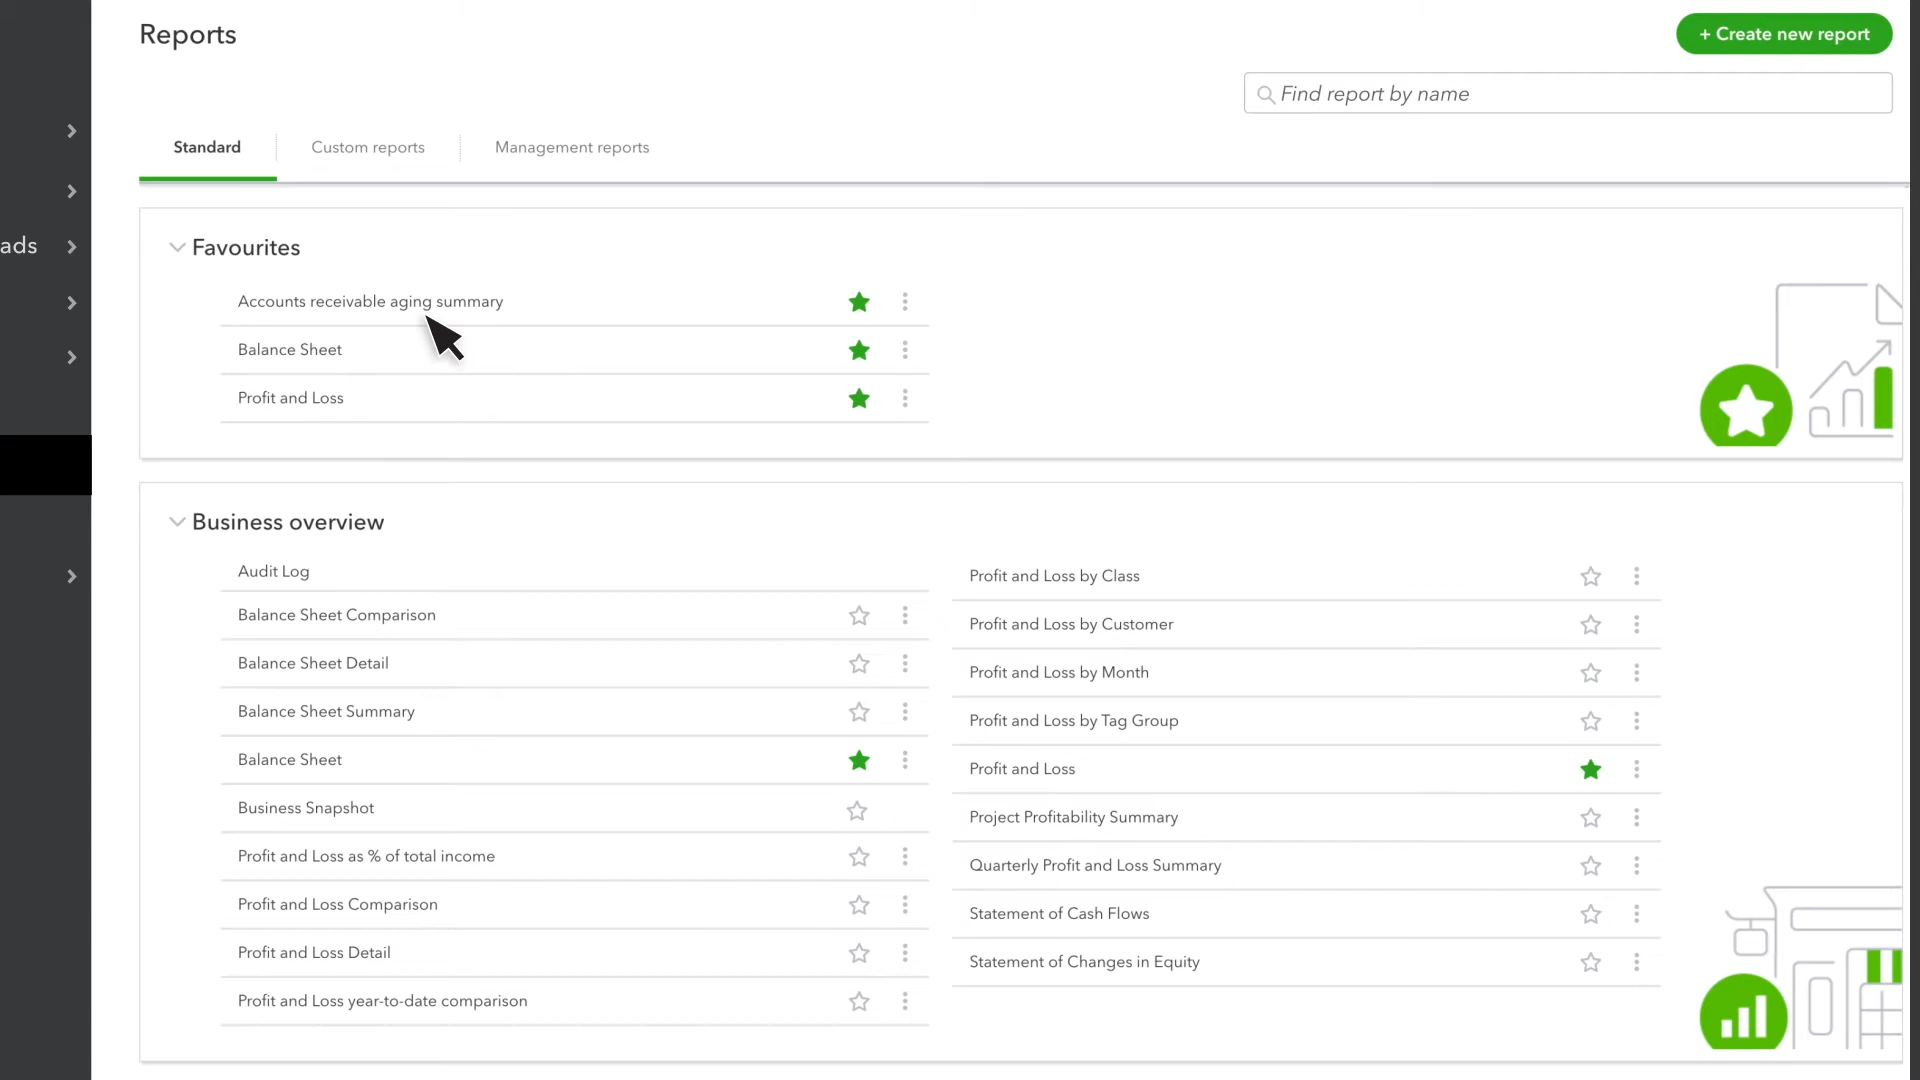 Reports
+ Create new report
Find report by name
Standard
Custom reports
Management reports
ads
Favourites
Accounts receivable aging summary
Balance Sheet
Profit and Loss
Business overview
Audit Log
Balance Sheet Comparison
Balance Sheet Detail
Balance Sheet Summary
Balance Sheet
Business Snapshot
Profit and Loss as % of total income
Profit and Loss Comparison
Profit and Loss Detail
Profit and Loss year-to-date comparison
Profit and Loss by Class
Profit and Loss by Customer
Profit and Loss by Month
Profit and Loss by Tag Group
Profit and Loss
Project Profitability Summary
Quarterly Profit and Loss Summary
Statement of Cash Flows
Statement of Changes in Equity